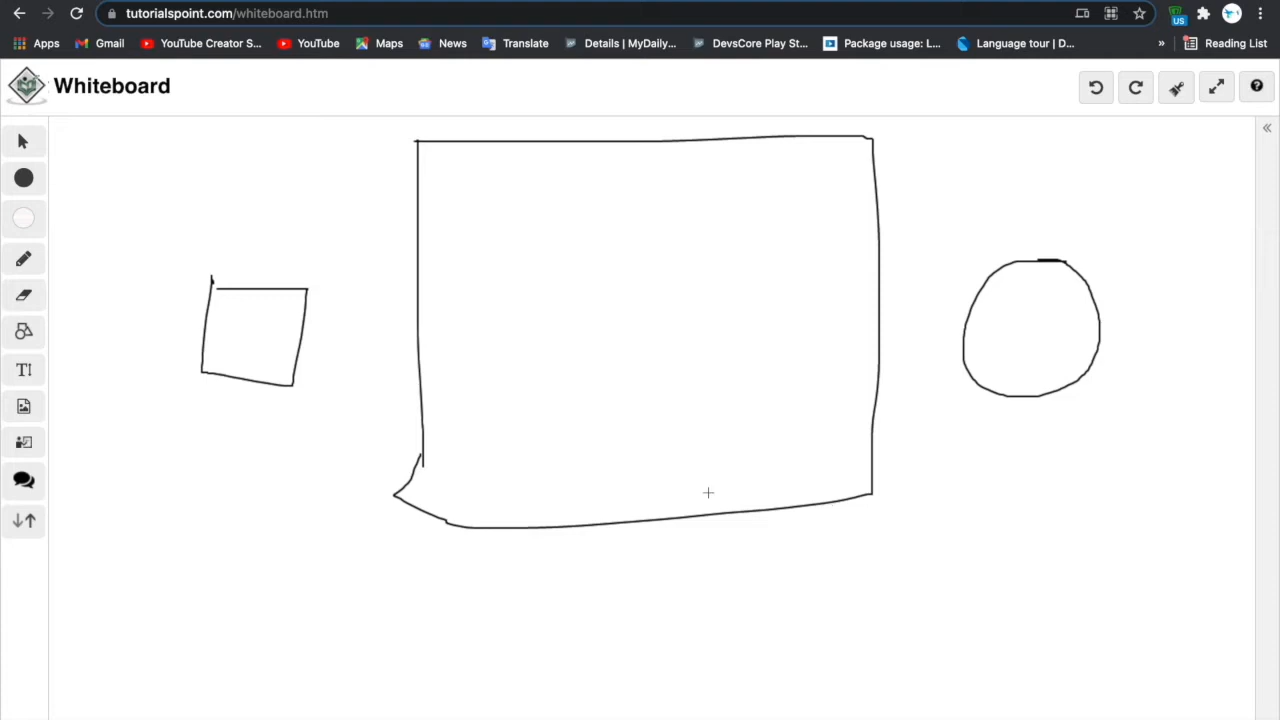 tutorialspoint.com/whiteboard.htm
Apps Gmail YouTube Creator S... YouTube Maps News Translate Details | MyDaily... DevsCore Play St... Package usage: L... Language tour | D... » Reading List
US
Whiteboard
T